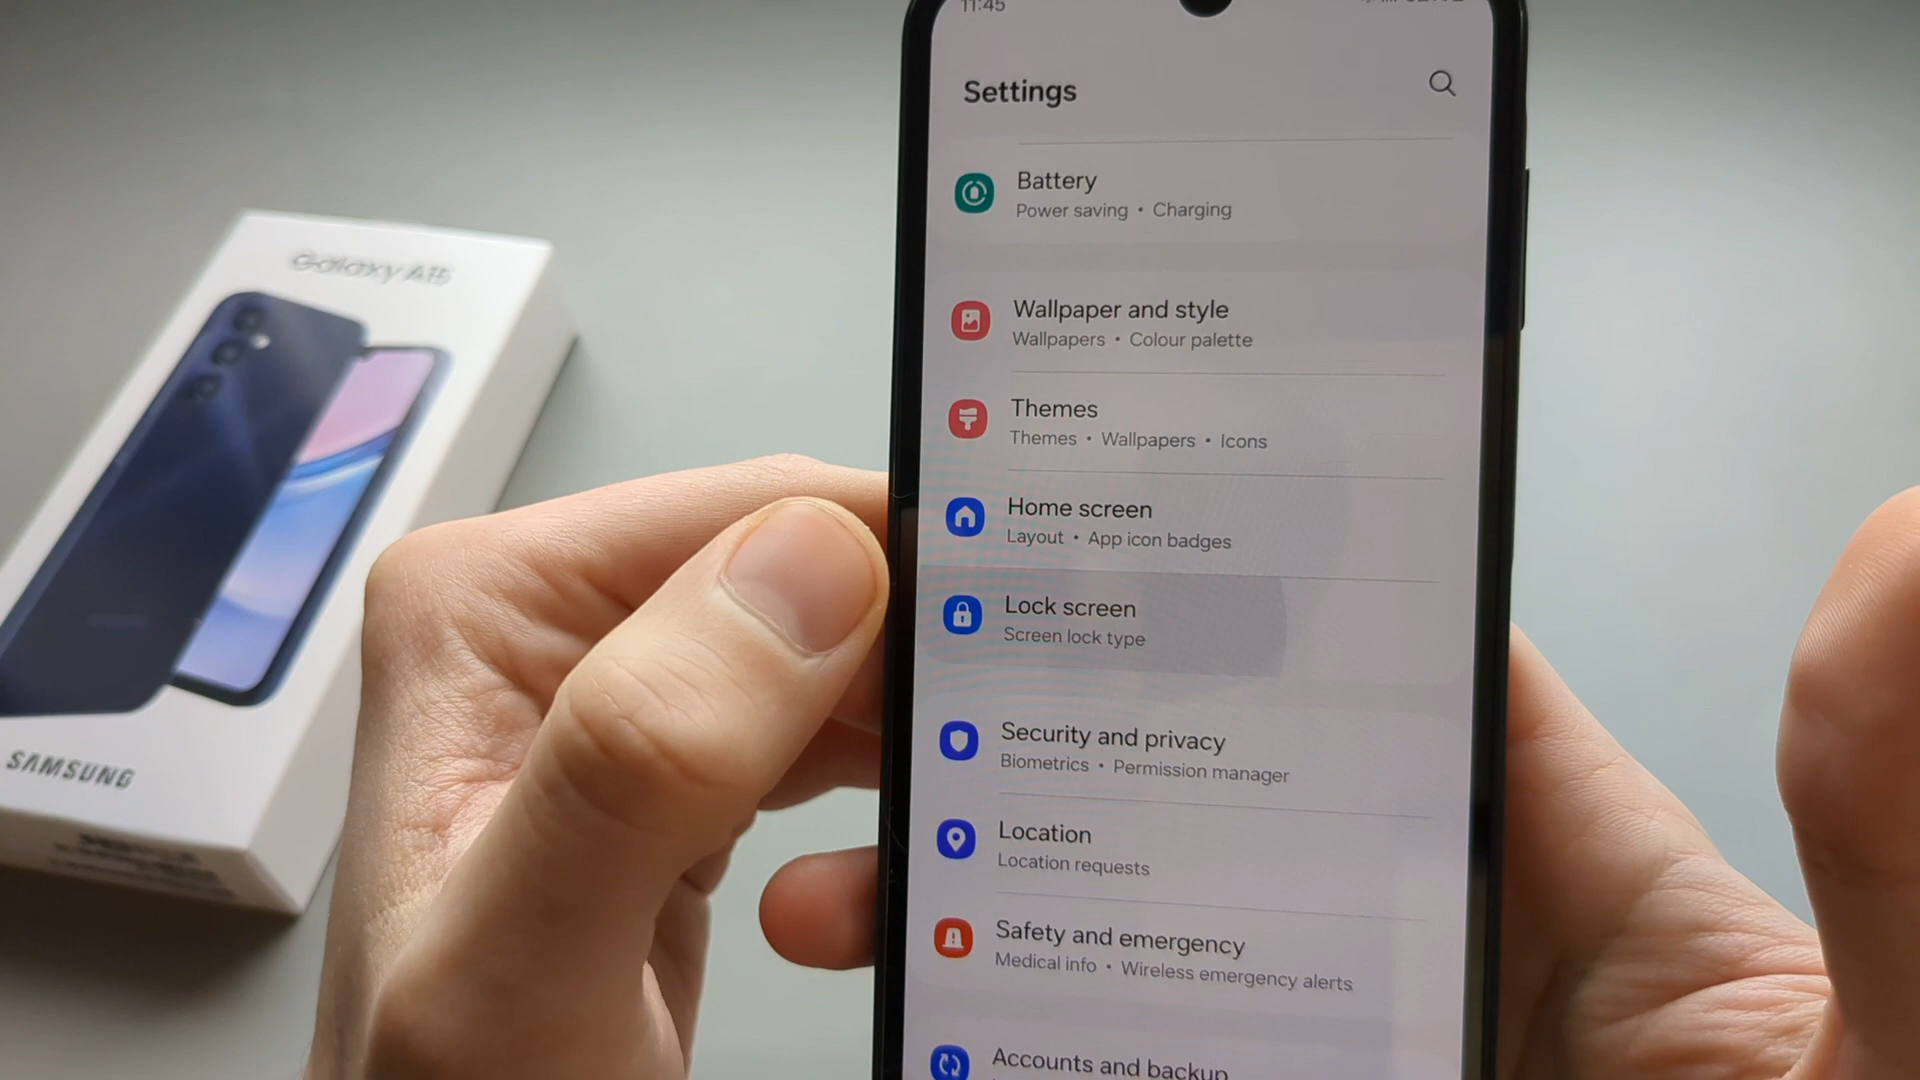 11:45
Settings
Battery
Power saving • Charging
Wallpaper and style
Wallpapers • Colour palette
Themes
Themes • Wallpapers • Icons
Home screen
Layout • App icon badges
Lock screen
Screen lock type
Security and privacy
Biometrics • Permission manager
Location
Location requests
Safety and emergency
Medical info • Wireless emergency alerts
Accounts and backup
Galaxy A15
SAMSUNG